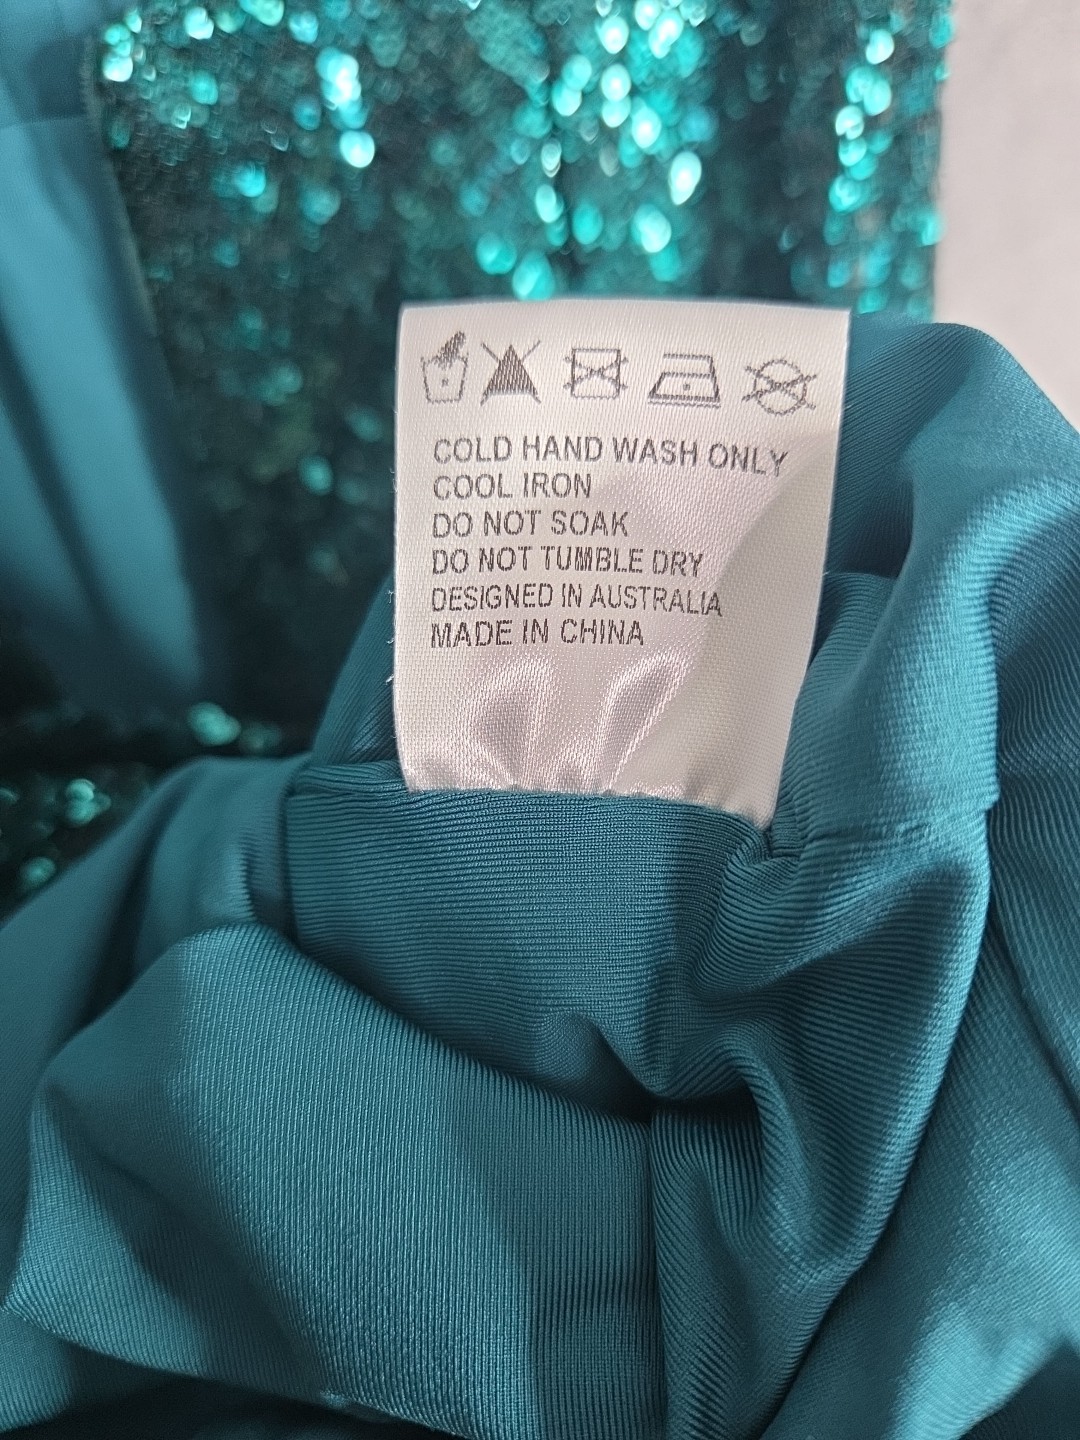 COLD HAND WASH ONLY
COOL IRON
DO NOT SOAK
DO NOT TUMBLE DRY
DESIGNED IN AUSTRALIA
MADE IN CHINA